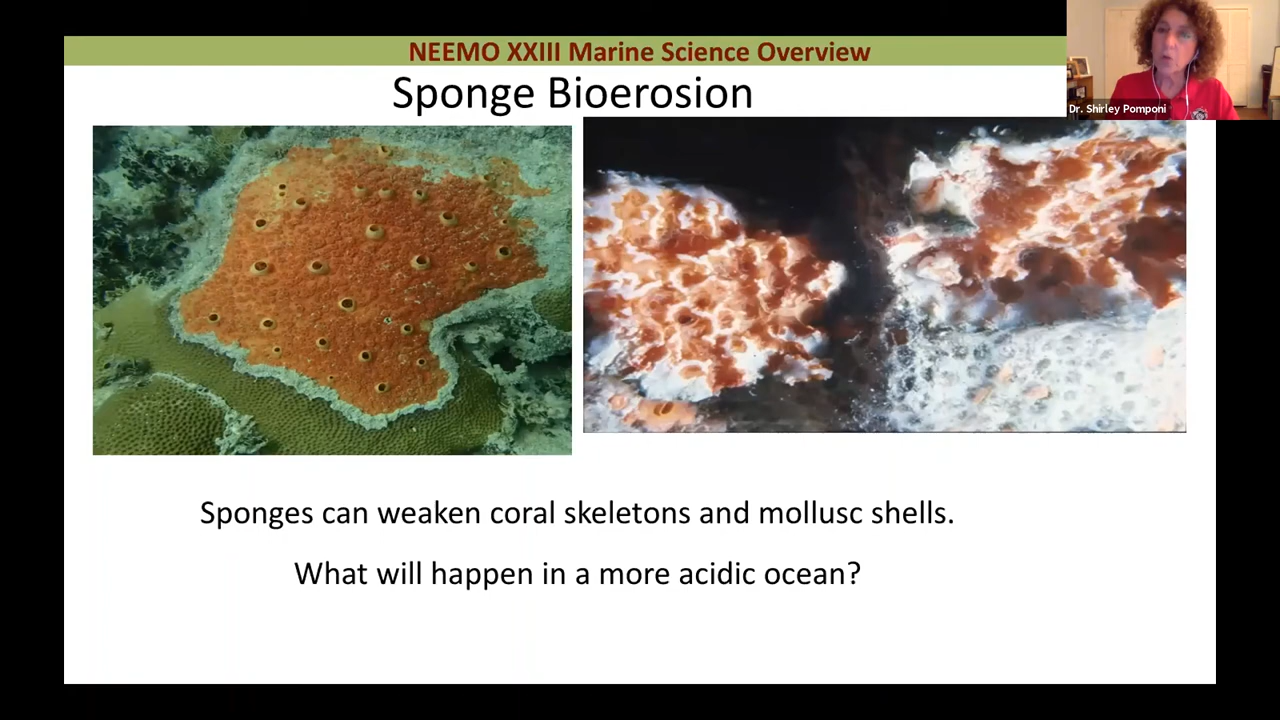 NEEMO XXIII Marine Science Overview
Sponge Bioerosion
Dr. Shirley Pomponi
Sponges can weaken coral skeletons and mollusc shells.
What will happen in a more acidic ocean?